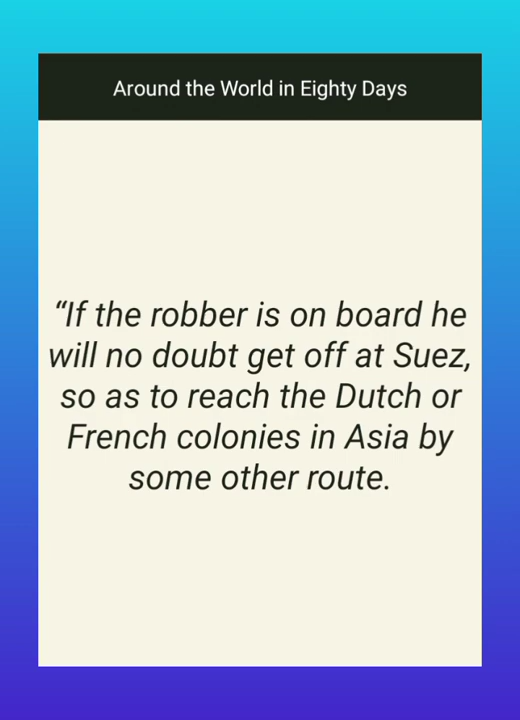 Around the World in Eighty Days
“If the robber is on board he
will no doubt get off at Suez,
so as to reach the Dutch or
French colonies in Asia by
some other route.